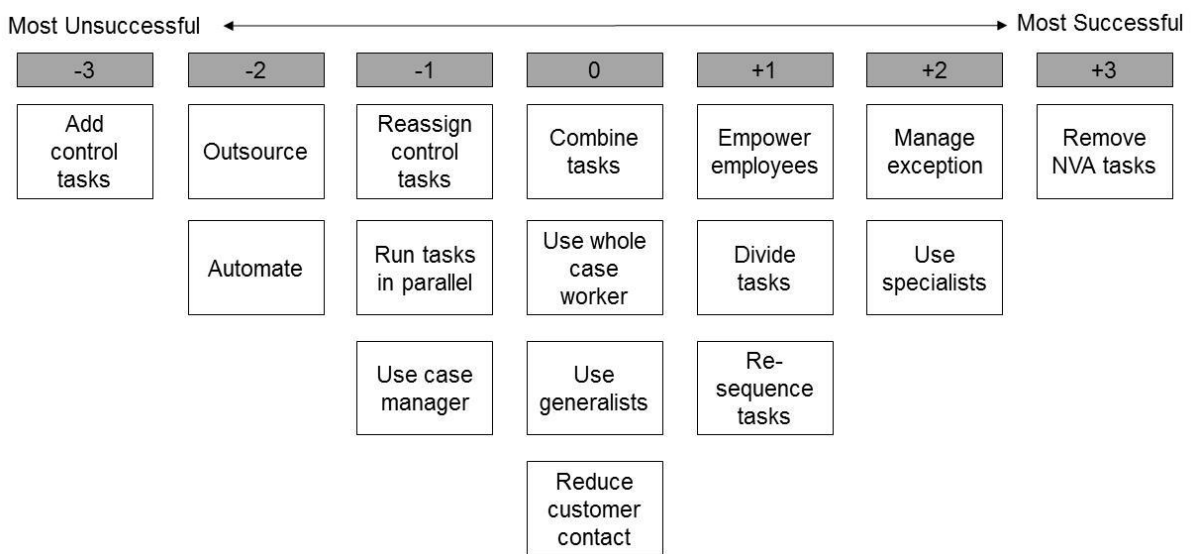 Most Unsuccessful
Most Successful
-3
-2
-1
0
+1
+2
+3
Add
control
tasks
Outsource
Reassign
control
tasks
Combine
tasks
Empower
employees
Manage
exception
Remove
NVA tasks
Automate
Run tasks
in parallel
Use whole
case
worker
Divide
tasks
Use
specialists
Use case
manager
Use
generalists
Re-
sequence
tasks
Reduce
customer
contact